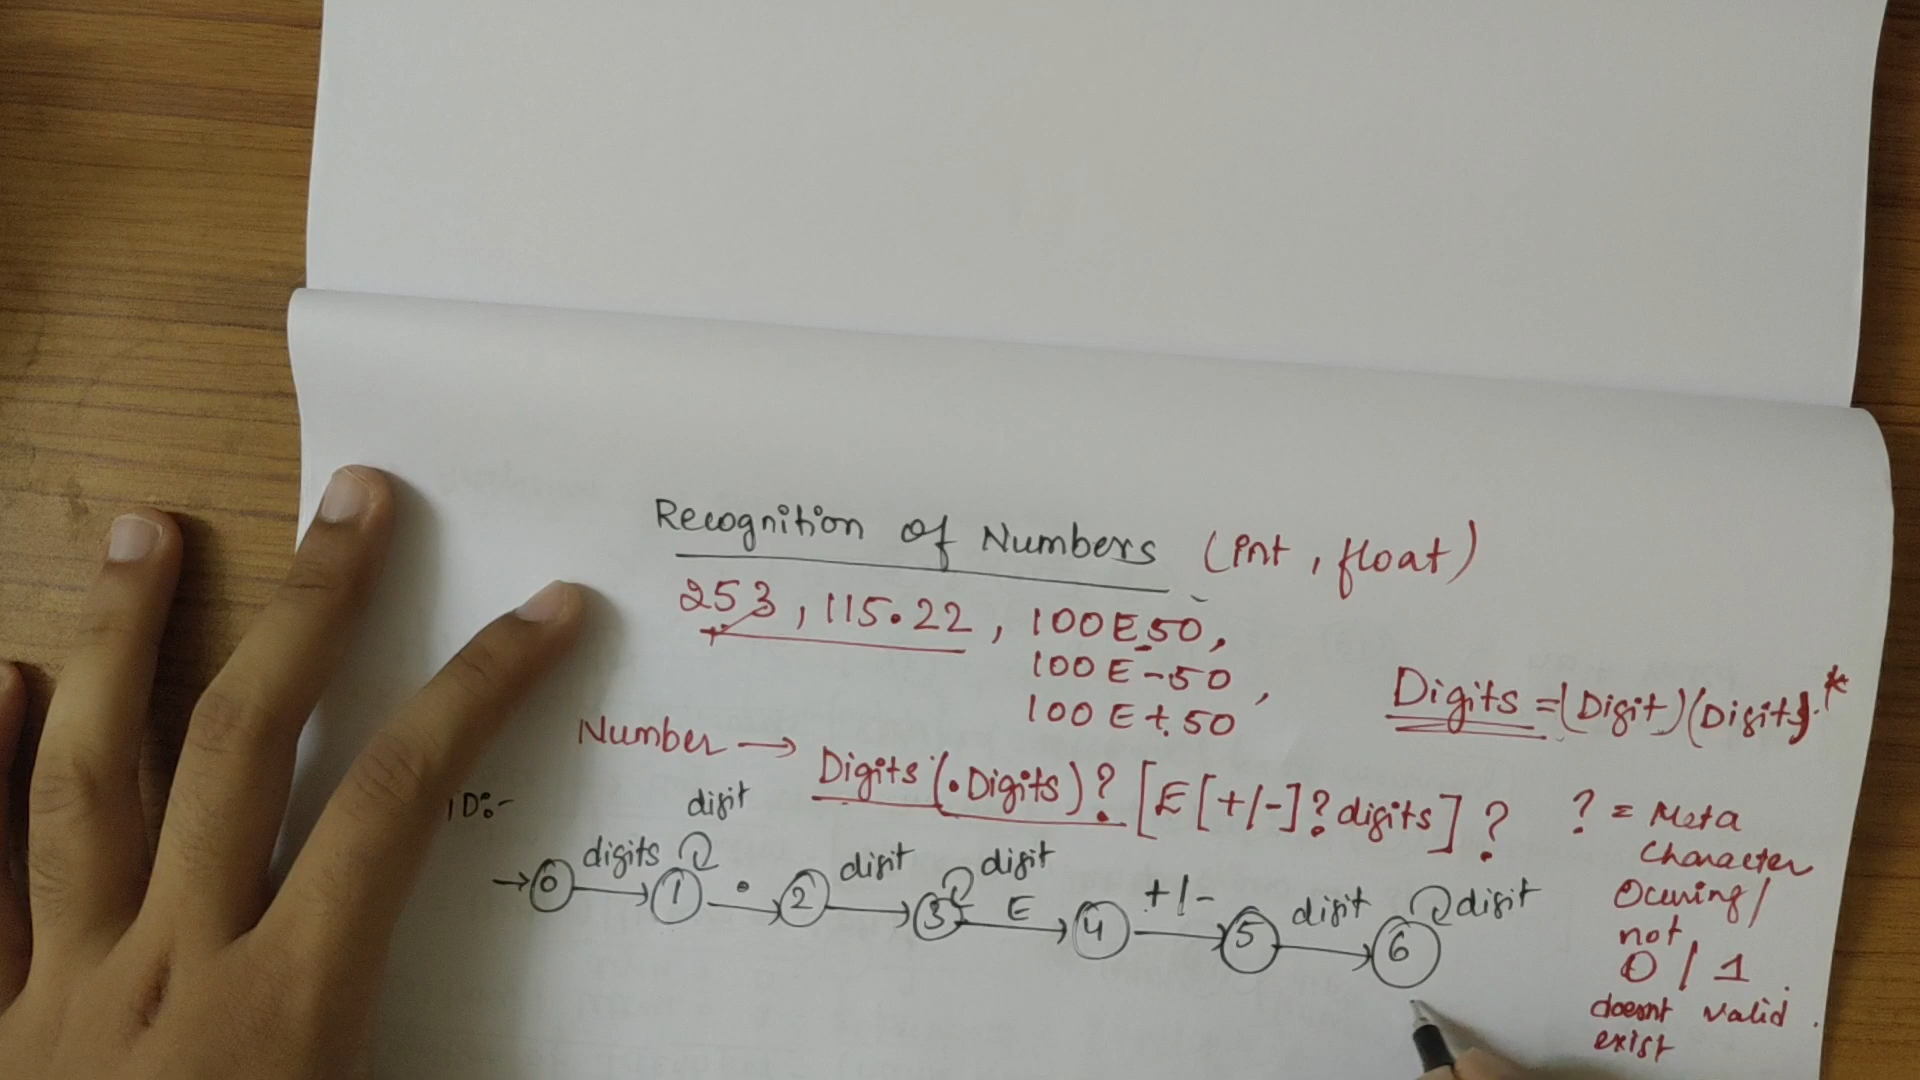 Recognition of Numbers (int, float)
253, 115.22, 100E50,
100E-50,
100E+50
Digits = (Digit)(Digit)*
Number → Digits (.Digits)? [E[+/-]? digits]?
TD:-
? = Meta
character
Occuring/
not
0 / 1.
doesnt valid.
exist
digit
digits
.
digit
digit
E
+/-
digit
digit
→ 0 1 2 3 4 5 6